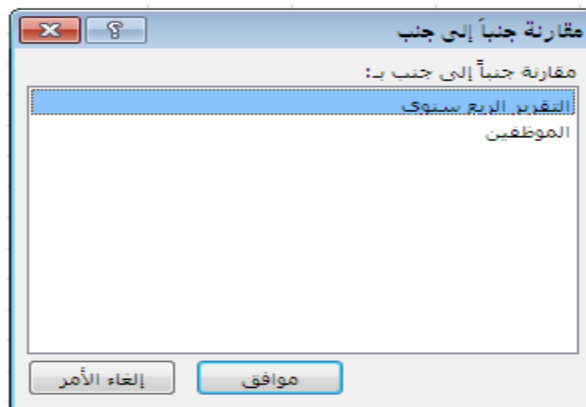 مقارنة جنباً إلى جنب
مقارنة جنباً إلى جنب بـ:
التقرير الربع سنوي
الموظفين
موافق
إلغاء الأمر